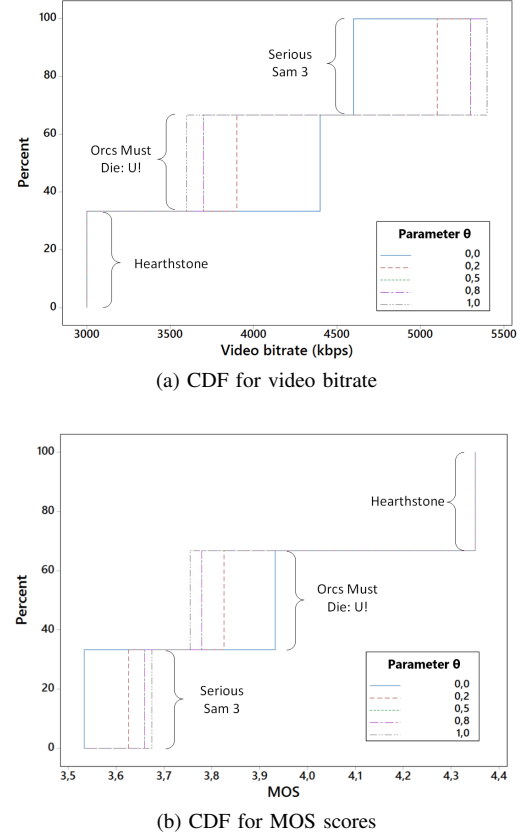 100
80
60
40
20
0
Percent
Serious
Sam 3
Orcs Must
Die: U!
Hearthstone
Parameter θ
0,0
0,2
0,5
0,8
1,0
3000 3500 4000 4500 5000 5500
Video bitrate (kbps)
(a) CDF for video bitrate
100
80
60
40
20
0
Percent
Hearthstone
Orcs Must
Die: U!
Serious
Sam 3
Parameter θ
0,0
0,2
0,5
0,8
1,0
3,5 3,6 3,7 3,8 3,9 4,0 4,1 4,2 4,3 4,4
MOS
(b) CDF for MOS scores